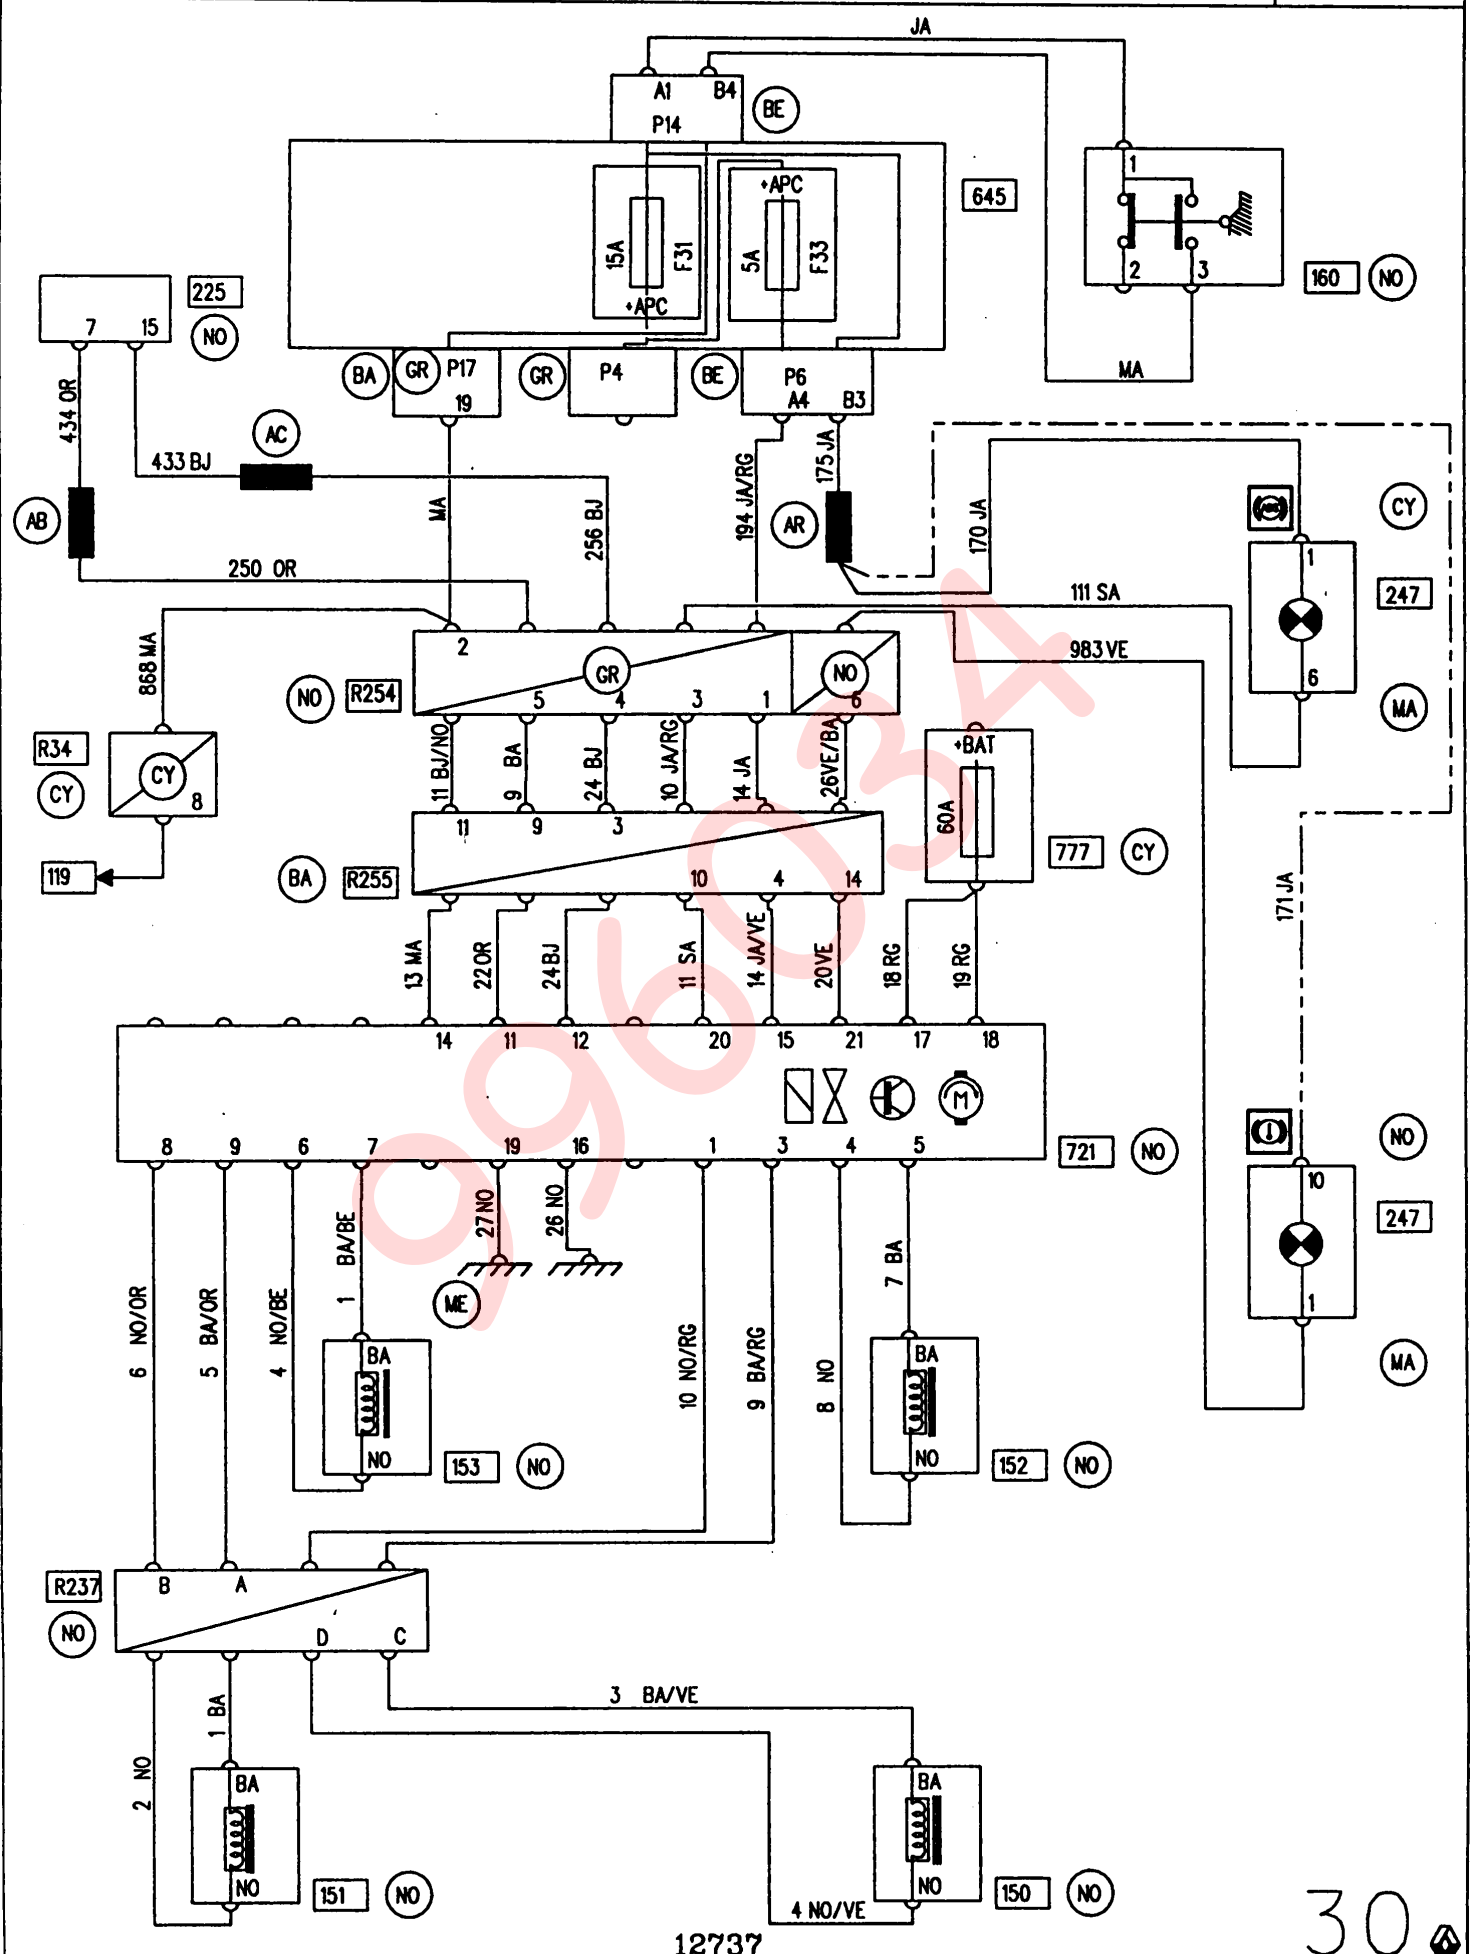 JA
A1 B4
P14
BE
+APC
15A
F31
+APC
5A
F33
645
1
2
3
160
NO
225
NO
7 15
BA
GR
P17
19
GR
P4
BE
P6
A4 B3
MA
434 OR
AC
433 BJ
AB
MA
256 BJ
194 JA/RG
175 JA
AR
170 JA
CY
250 OR
111 SA
1
247
6
MA
983 VE
868 MA
2
GR
NO
NO
R254
5 4 3 1 6
R34
CY
CY
8
119
11 BJ/NO
9 BA
24 BJ
10 JA/RG
14 JA
26VE/BA
+BAT
60A
777
CY
11 9 3
BA
R255
10 4 14
171 JA
13 MA
22 OR
24 BJ
11 SA
14 JA/VE
20VE
18 RG
19 RG
14 11 12 20 15 21 17 18
M
8 9 6 7 19 16 1 3 4 5
721
NO
NO
10
247
1
MA
6 NO/OR
5 BA/OR
4 NO/BE
1 BA/BE
27 NO
26 NO
ME
10 NO/RG
9 BA/RG
8 NO
7 BA
BA
NO
153
NO
BA
NO
152
NO
R237
NO
B A
D C
2 NO
1 BA
3 BA/VE
BA
NO
151
NO
4 NO/VE
BA
NO
150
NO
96034
12737
30